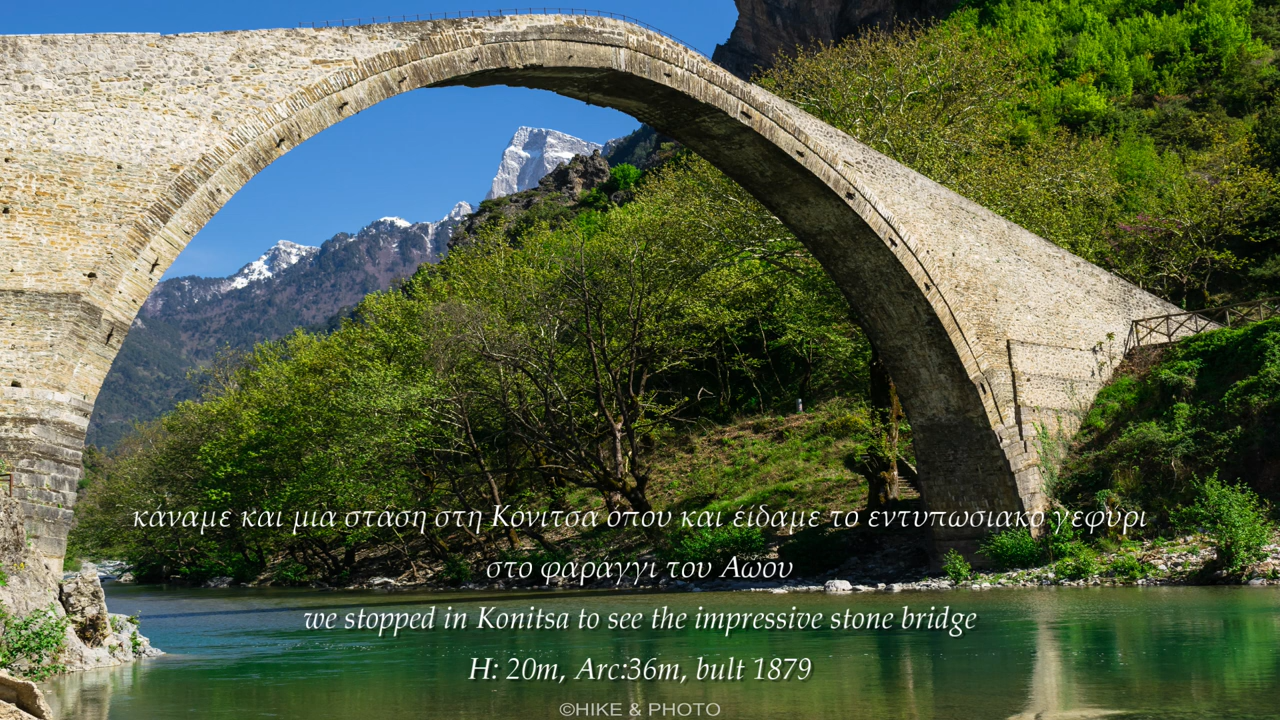 κάναμε και μια στάση στη Κόνιτσα όπου και είδαμε το εντυπωσιακό γεφύρι
στο φαράγγι του Αώου
we stopped in Konitsa to see the impressive stone bridge
H: 20m, Arc:36m, bult 1879
©HIKE & PHOTO